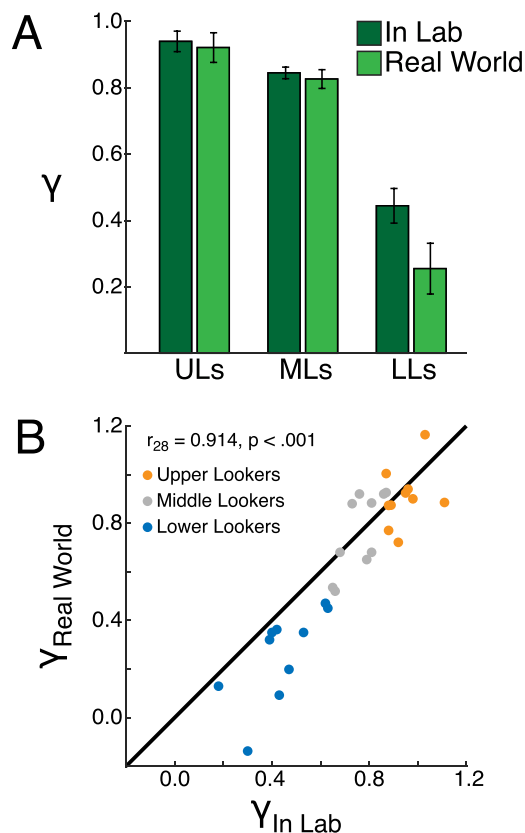 A
1.0
0.8
0.6
0.4
0.2
γ
In Lab
Real World
ULs
MLs
LLs
B
r28 = 0.914, p < .001
Upper Lookers
Middle Lookers
Lower Lookers
1.2
0.8
0.4
0.0
γReal World
0.0
0.4
0.8
1.2
γIn Lab